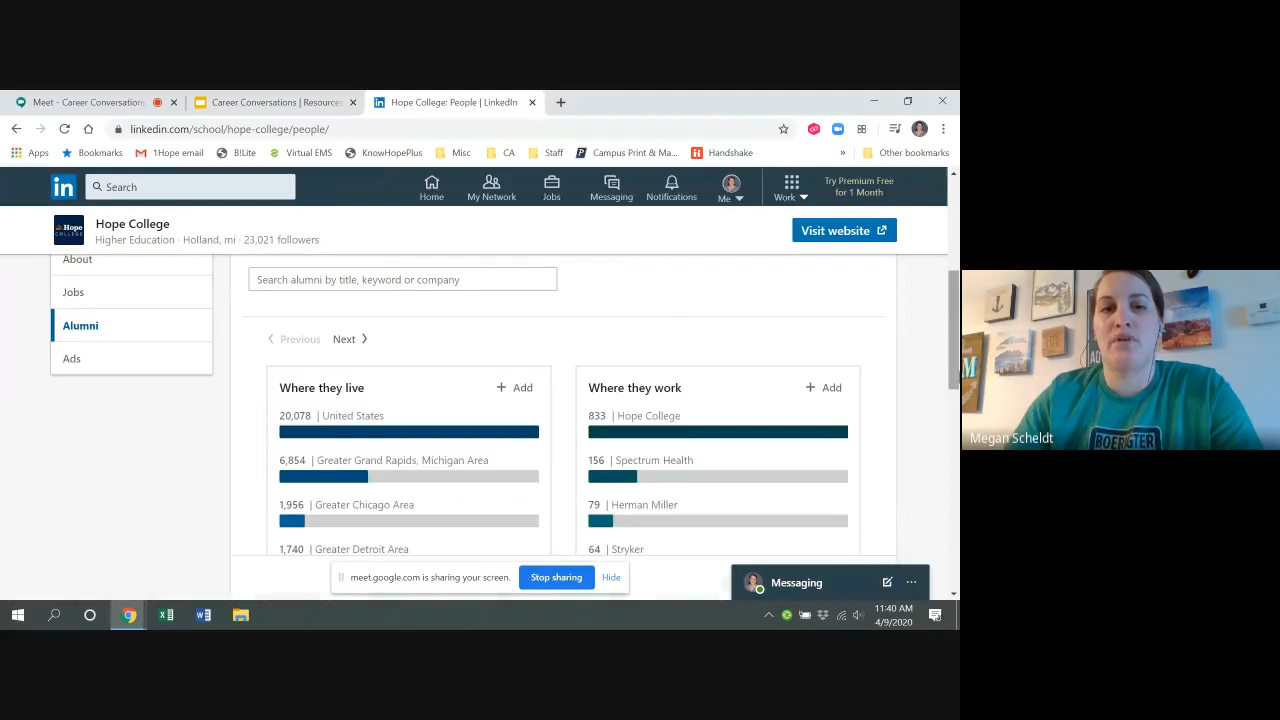 Meet - Career Conversations
Career Conversations | Resources
Hope College: People | LinkedIn
linkedin.com/school/hope-college/people/
Apps
Bookmarks
1Hope email
B!Lite
Virtual EMS
KnowHopePlus
Misc
CA
Staff
Campus Print & Ma...
Handshake
»
Other bookmarks
in
Search
Home
My Network
Jobs
Messaging
Notifications
Me
Work
Try Premium Free
for 1 Month
Hope
COLLEGE
Hope College
Higher Education · Holland, mi · 23,021 followers
Visit website
About
Jobs
Alumni
Ads
Search alumni by title, keyword or company
Previous
Next
Where they live
+ Add
20,078 | United States
6,854 | Greater Grand Rapids, Michigan Area
1,956 | Greater Chicago Area
1,740 | Greater Detroit Area
Where they work
+ Add
833 | Hope College
156 | Spectrum Health
79 | Herman Miller
64 | Stryker
meet.google.com is sharing your screen.
Stop sharing
Hide
Messaging
11:40 AM
4/9/2020
Megan Scheldt